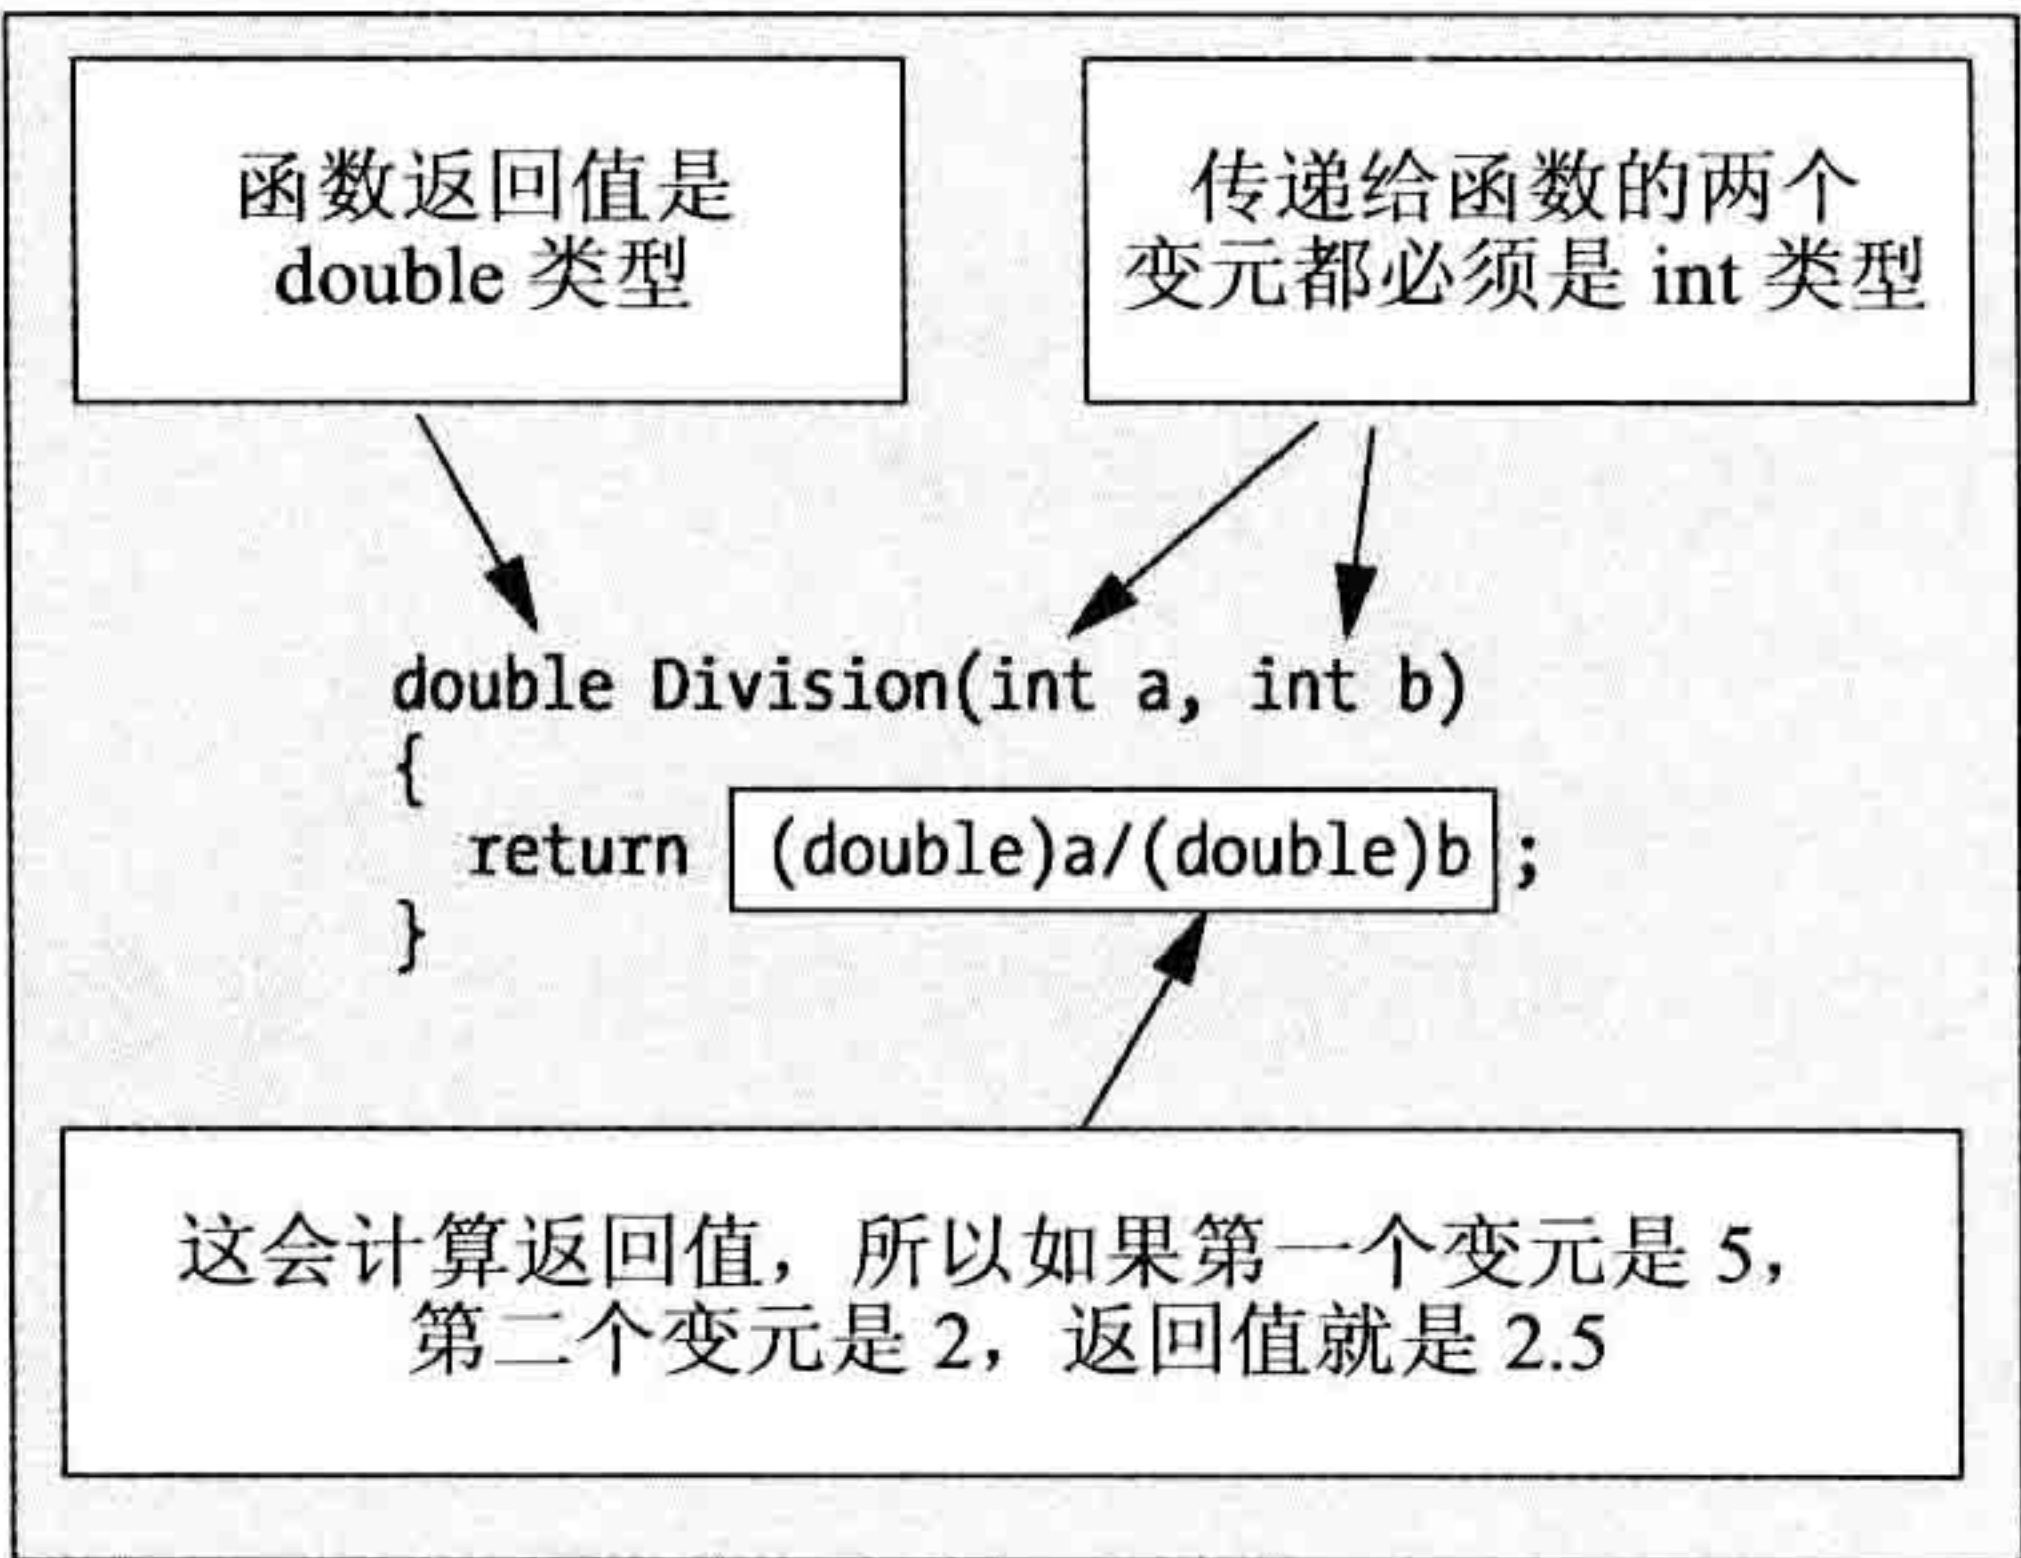 函数返回值是
double 类型
传递给函数的两个
变元都必须是 int 类型
double Division(int a, int b)
{
return (double)a/(double)b ;
}
这会计算返回值，所以如果第一个变元是 5，
第二个变元是 2，返回值就是 2.5